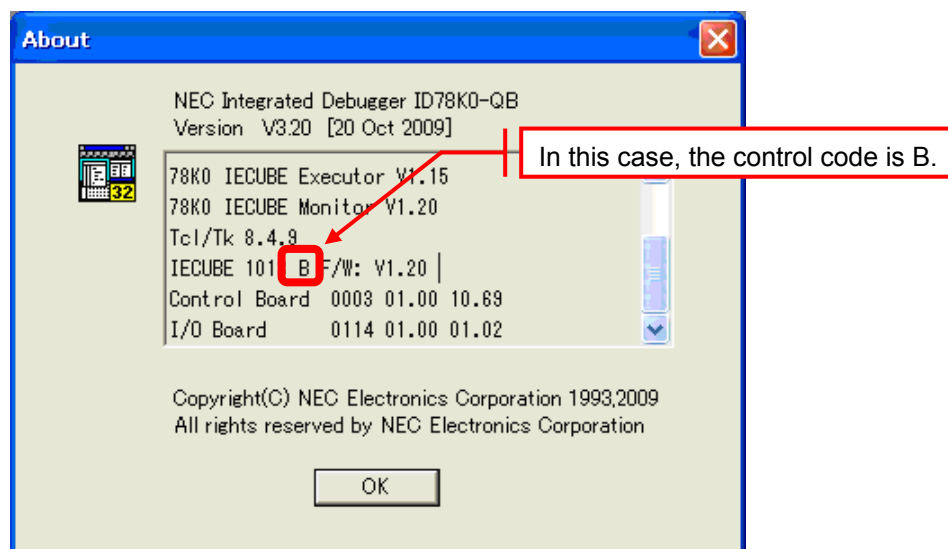 About
NEC Integrated Debugger ID78K0-QB
Version V3.20 [20 Oct 2009]
In this case, the control code is B.
32
78K0 IECUBE Executor V1.15
78K0 IECUBE Monitor V1.20
Tcl/Tk 8.4.9
IECUBE B F/W: V1.20
Control Board 0003 01.00 10.69
I/O Board 0114 01.00 01.02
Copyright(C) NEC Electronics Corporation 1993,2009
All rights reserved by NEC Electronics Corporation
OK